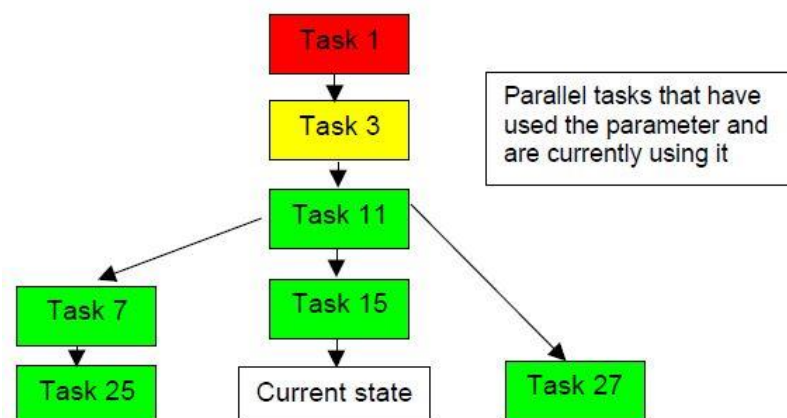 Task 1
Parallel tasks that have
used the parameter and
are currently using it
Task 3
Task 11
Task 7
Task 15
Task 25
Current state
Task 27